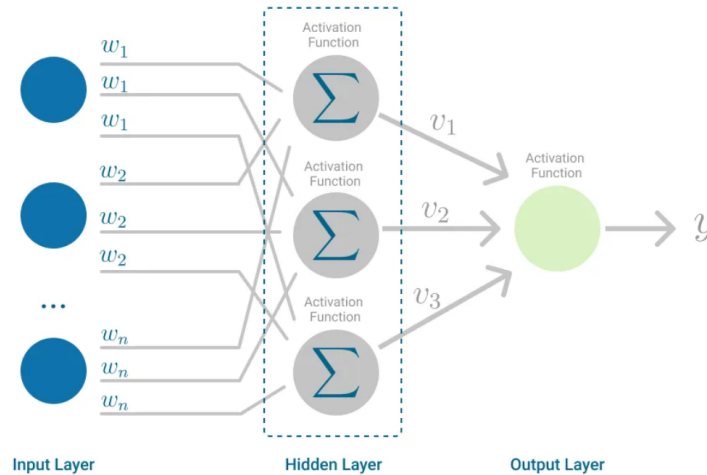 w₁
w₁
w₁
w₂
w₂
w₂
...
wₙ
wₙ
wₙ
Activation
Function
Σ
Activation
Function
Σ
Activation
Function
Σ
v₁
v₂
v₃
Activation
Function
y
Input Layer
Hidden Layer
Output Layer